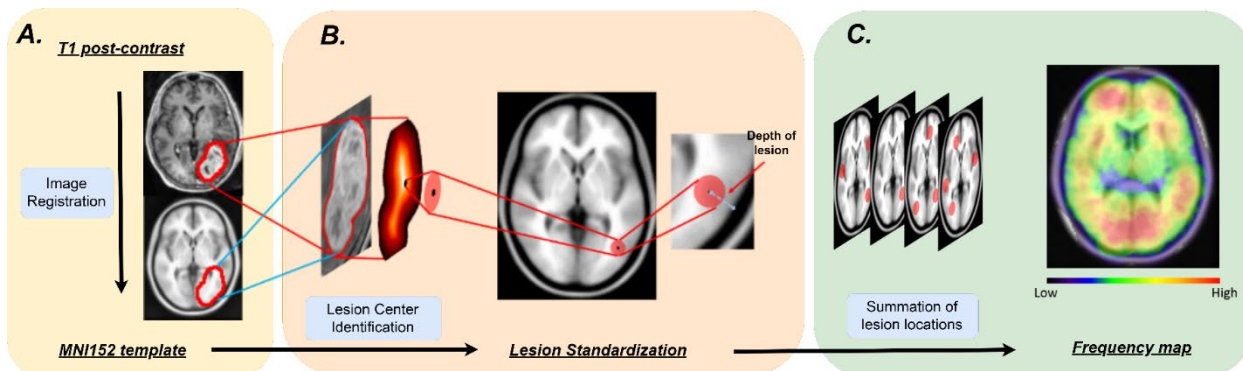 A.
T1 post-contrast
Image
Registration
MNI152 template
B.
Depth of
lesion
Lesion Center
Identification
Lesion Standardization
C.
Low
High
Summation of
lesion locations
Frequency map